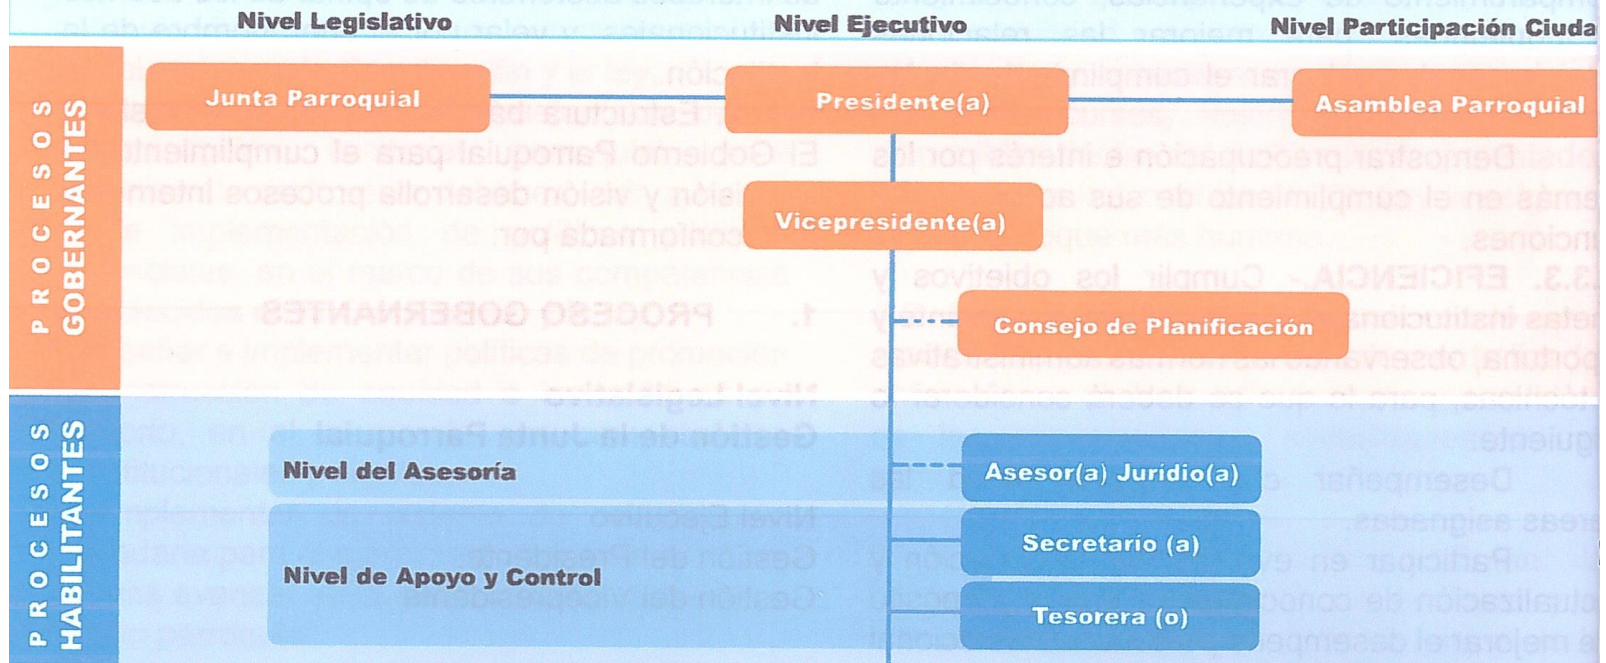 Nivel Legislativo
Nivel Ejecutivo
Nivel Participación Ciuda
PROCESOS
GOBERNANTES
Junta Parroquial
Presidente(a)
Asamblea Parroquial
Vicepresidente(a)
Consejo de Planificación
PROCESOS
HABILITANTES
Nivel del Asesoría
Asesor(a) Jurídio(a)
Nivel de Apoyo y Control
Secretarío (a)
Tesorera (o)